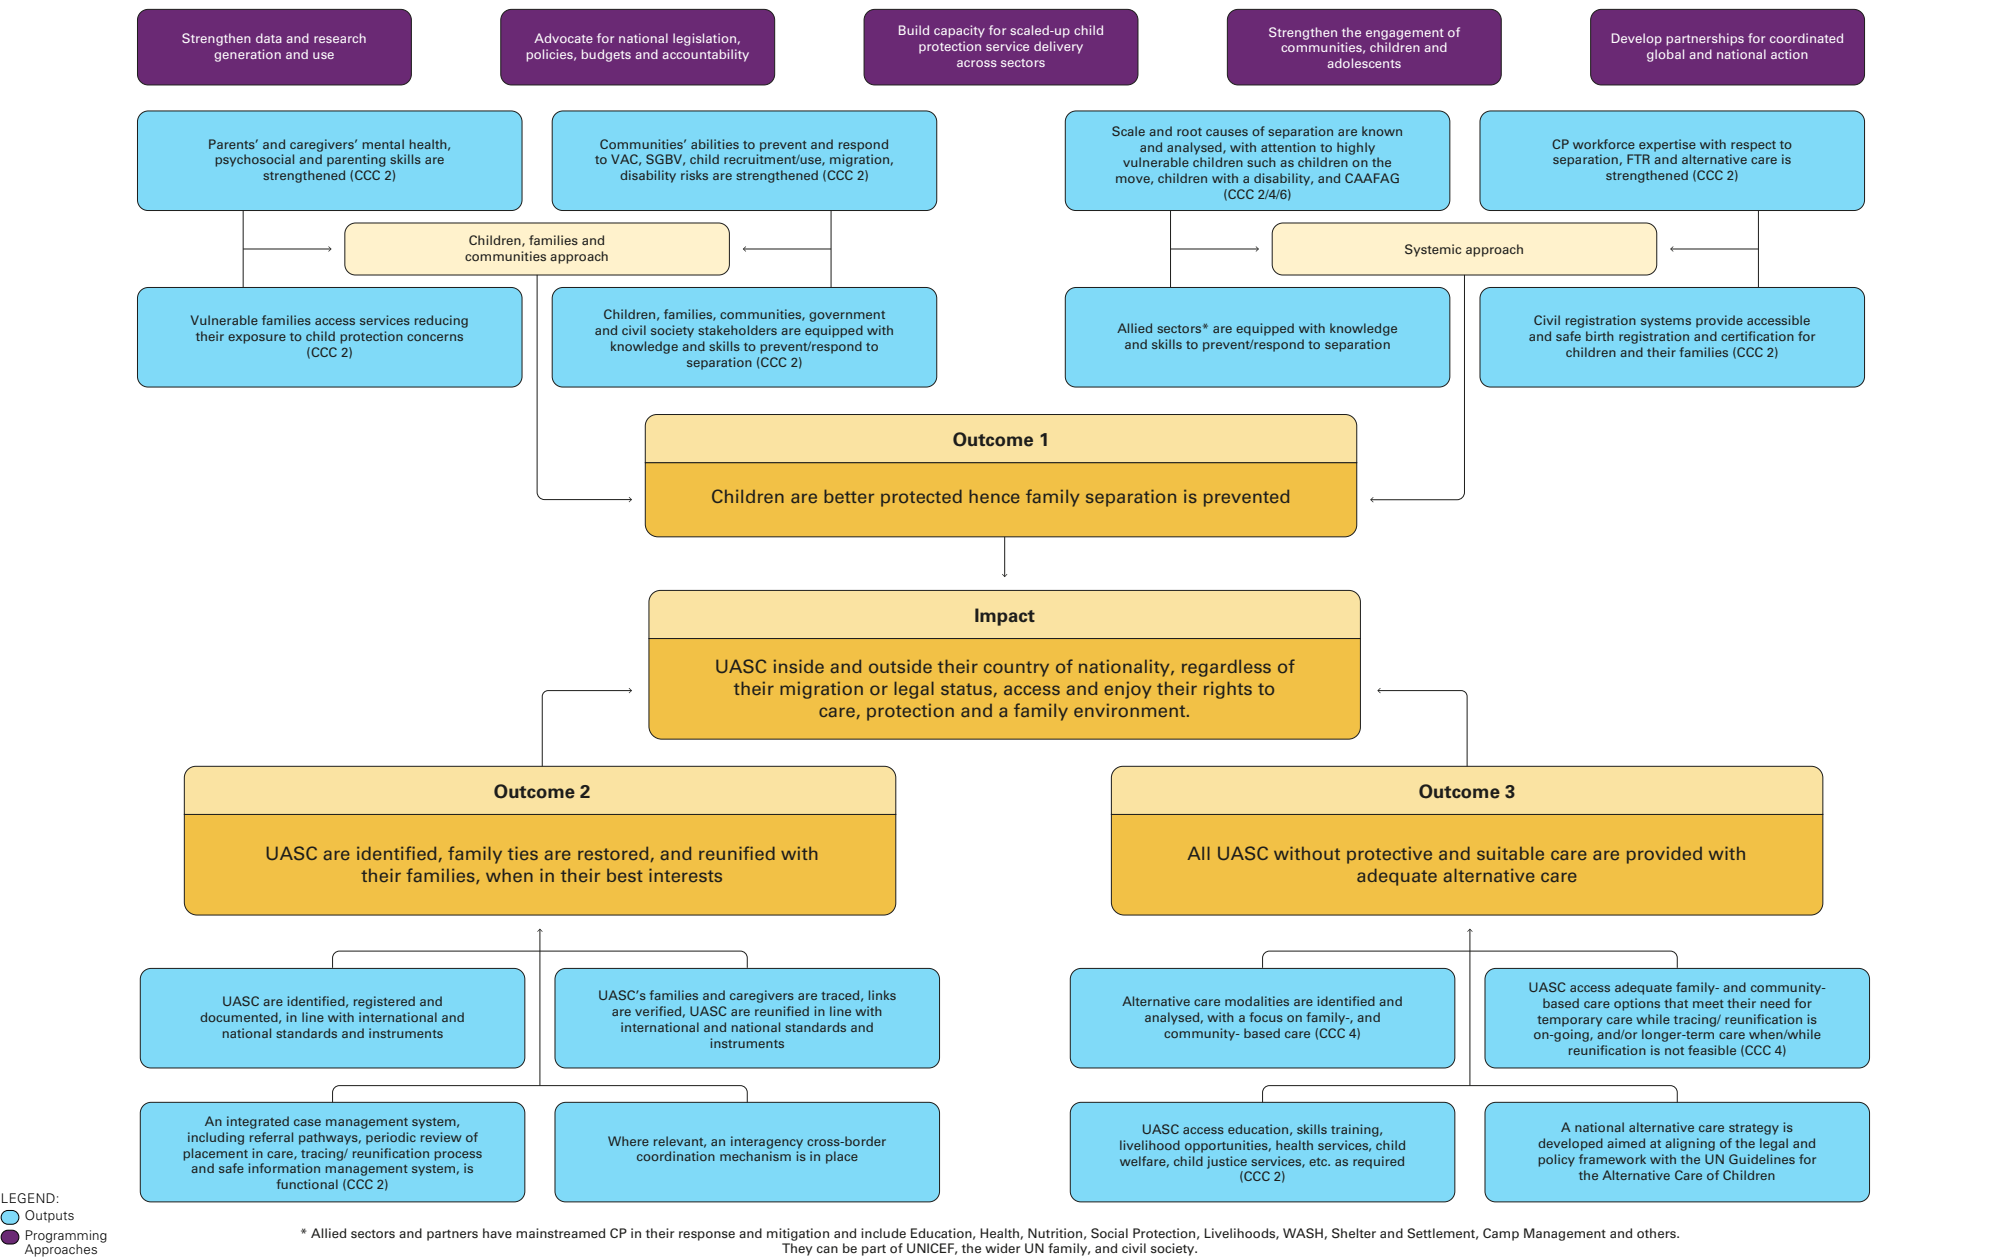 Strengthen data and research
generation and use
Advocate for national legislation,
policies, budgets and accountability
Build capacity for scaled-up child
protection service delivery
across sectors
Strengthen the engagement of
communities, children and
adolescents
Develop partnerships for coordinated
global and national action
Parents’ and caregivers’ mental health,
psychosocial and parenting skills are
strengthened (CCC 2)
Communities’ abilities to prevent and respond
to VAC, SGBV, child recruitment/use, migration,
disability risks are strengthened (CCC 2)
Scale and root causes of separation are known
and analysed, with attention to highly
vulnerable children such as children on the
move, children with a disability, and CAAFAG
(CCC 2/4/6)
CP workforce expertise with respect to
separation, FTR and alternative care is
strengthened (CCC 2)
Children, families and
communities approach
Systemic approach
Vulnerable families access services reducing
their exposure to child protection concerns
(CCC 2)
Children, families, communities, government
and civil society stakeholders are equipped with
knowledge and skills to prevent/respond to
separation (CCC 2)
Allied sectors* are equipped with knowledge
and skills to prevent/respond to separation
Civil registration systems provide accessible
and safe birth registration and certification for
children and their families (CCC 2)
Outcome 1
Children are better protected hence family separation is prevented
Impact
UASC inside and outside their country of nationality, regardless of
their migration or legal status, access and enjoy their rights to
care, protection and a family environment.
Outcome 2
UASC are identified, family ties are restored, and reunified with
their families, when in their best interests
Outcome 3
All UASC without protective and suitable care are provided with
adequate alternative care
UASC are identified, registered and
documented, in line with international and
national standards and instruments
UASC’s families and caregivers are traced, links
are verified, UASC are reunified in line with
international and national standards and
instruments
Alternative care modalities are identified and
analysed, with a focus on family-, and
community- based care (CCC 4)
UASC access adequate family- and community-
based care options that meet their need for
temporary care while tracing/ reunification is
on-going, and/or longer-term care when/while
reunification is not feasible (CCC 4)
An integrated case management system,
including referral pathways, periodic review of
placement in care, tracing/ reunification process
and safe information management system, is
functional (CCC 2)
Where relevant, an interagency cross-border
coordination mechanism is in place
UASC access education, skills training,
livelihood opportunities, health services, child
welfare, child justice services, etc. as required
(CCC 2)
A national alternative care strategy is
developed aimed at aligning of the legal and
policy framework with the UN Guidelines for
the Alternative Care of Children
LEGEND:
Outputs
Programming
Approaches
* Allied sectors and partners have mainstreamed CP in their response and mitigation and include Education, Health, Nutrition, Social Protection, Livelihoods, WASH, Shelter and Settlement, Camp Management and others.
They can be part of UNICEF, the wider UN family, and civil society.